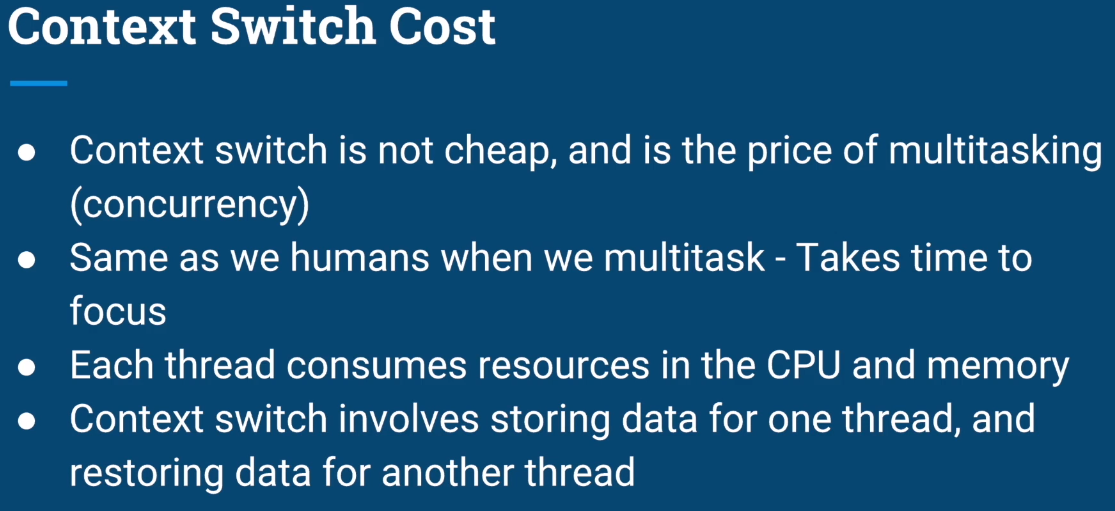 Context Switch Cost
● Context switch is not cheap, and is the price of multitasking
(concurrency)
● Same as we humans when we multitask - Takes time to
focus
● Each thread consumes resources in the CPU and memory
● Context switch involves storing data for one thread, and
restoring data for another thread